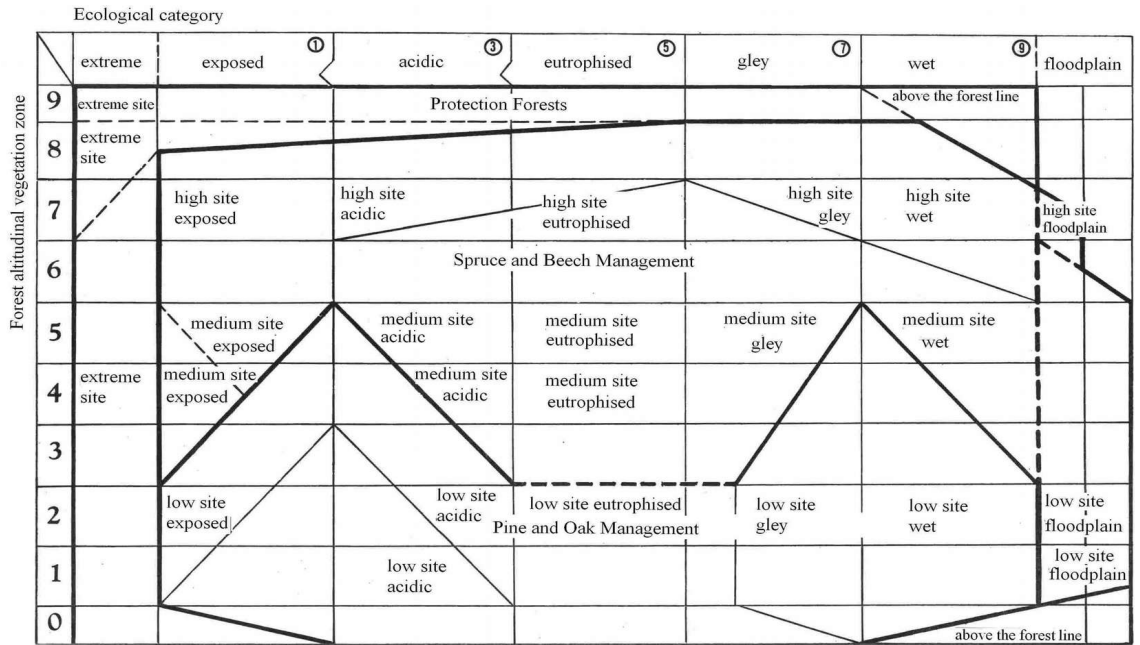 Ecological category
Forest altitudinal vegetation zone
① ③ ⑤ ⑦ ⑨
extreme exposed acidic eutrophised gley wet floodplain
9 extreme site Protection Forests above the forest line
8 extreme
site
7 high site high site high site high site high site high site
exposed acidic eutrophised gley wet floodplain
6 Spruce and Beech Management
5 medium site medium site medium site medium site medium site
exposed acidic eutrophised gley wet
4 extreme medium site medium site medium site
site exposed acidic eutrophised
3
2 low site low site low site eutrophised low site low site low site
exposed acidic Pine and Oak Management gley wet floodplain
1 low site low site
acidic floodplain
0 above the forest line